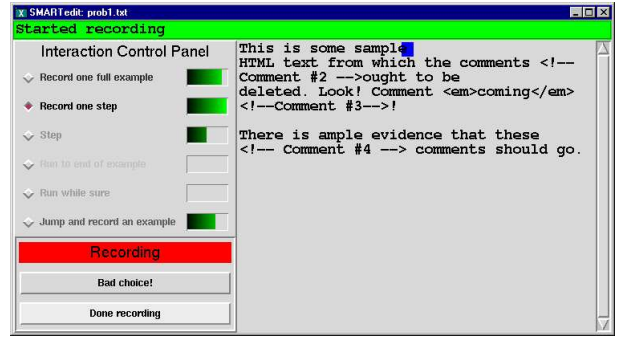 SMARTedit: prob1.txt
Started recording
Interaction Control Panel
Record one full example
Record one step
Step
Run to end of example
Run while sure
Jump and record an example
Recording
Bad choice!
Done recording
This is some sample
HTML text from which the comments <!--
Comment #2 -->ought to be
deleted. Look! Comment <em>coming</em>
<!--Comment #3-->!
There is ample evidence that these
<!-- Comment #4 --> comments should go.